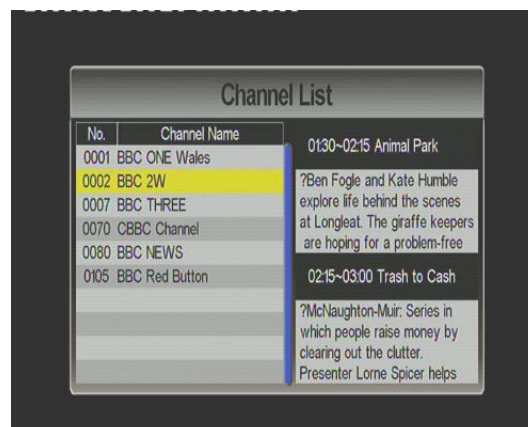 Channel List
No. Channel Name
0001 BBC ONE Wales
0002 BBC 2W
0007 BBC THREE
0070 CBBC Channel
0080 BBC NEWS
0105 BBC Red Button
01:30~02:15 Animal Park
?Ben Fogle and Kate Humble
explore life behind the scenes
at Longleat. The giraffe keepers
are hoping for a problem-free
02:15~03:00 Trash to Cash
?McNaughton-Muir: Series in
which people raise money by
clearing out the clutter.
Presenter Lorne Spicer helps